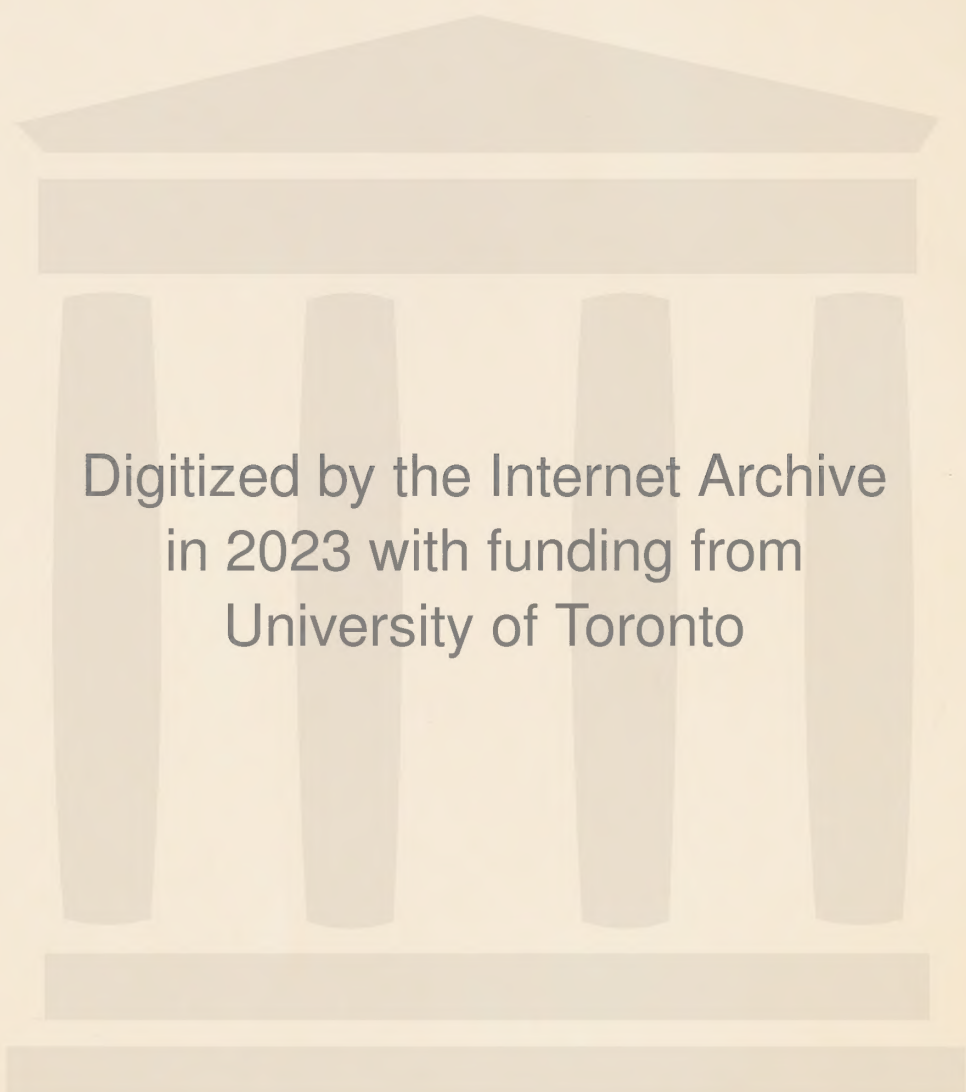 Digitized by the Internet Archive
in 2023 with funding from
University of Toronto